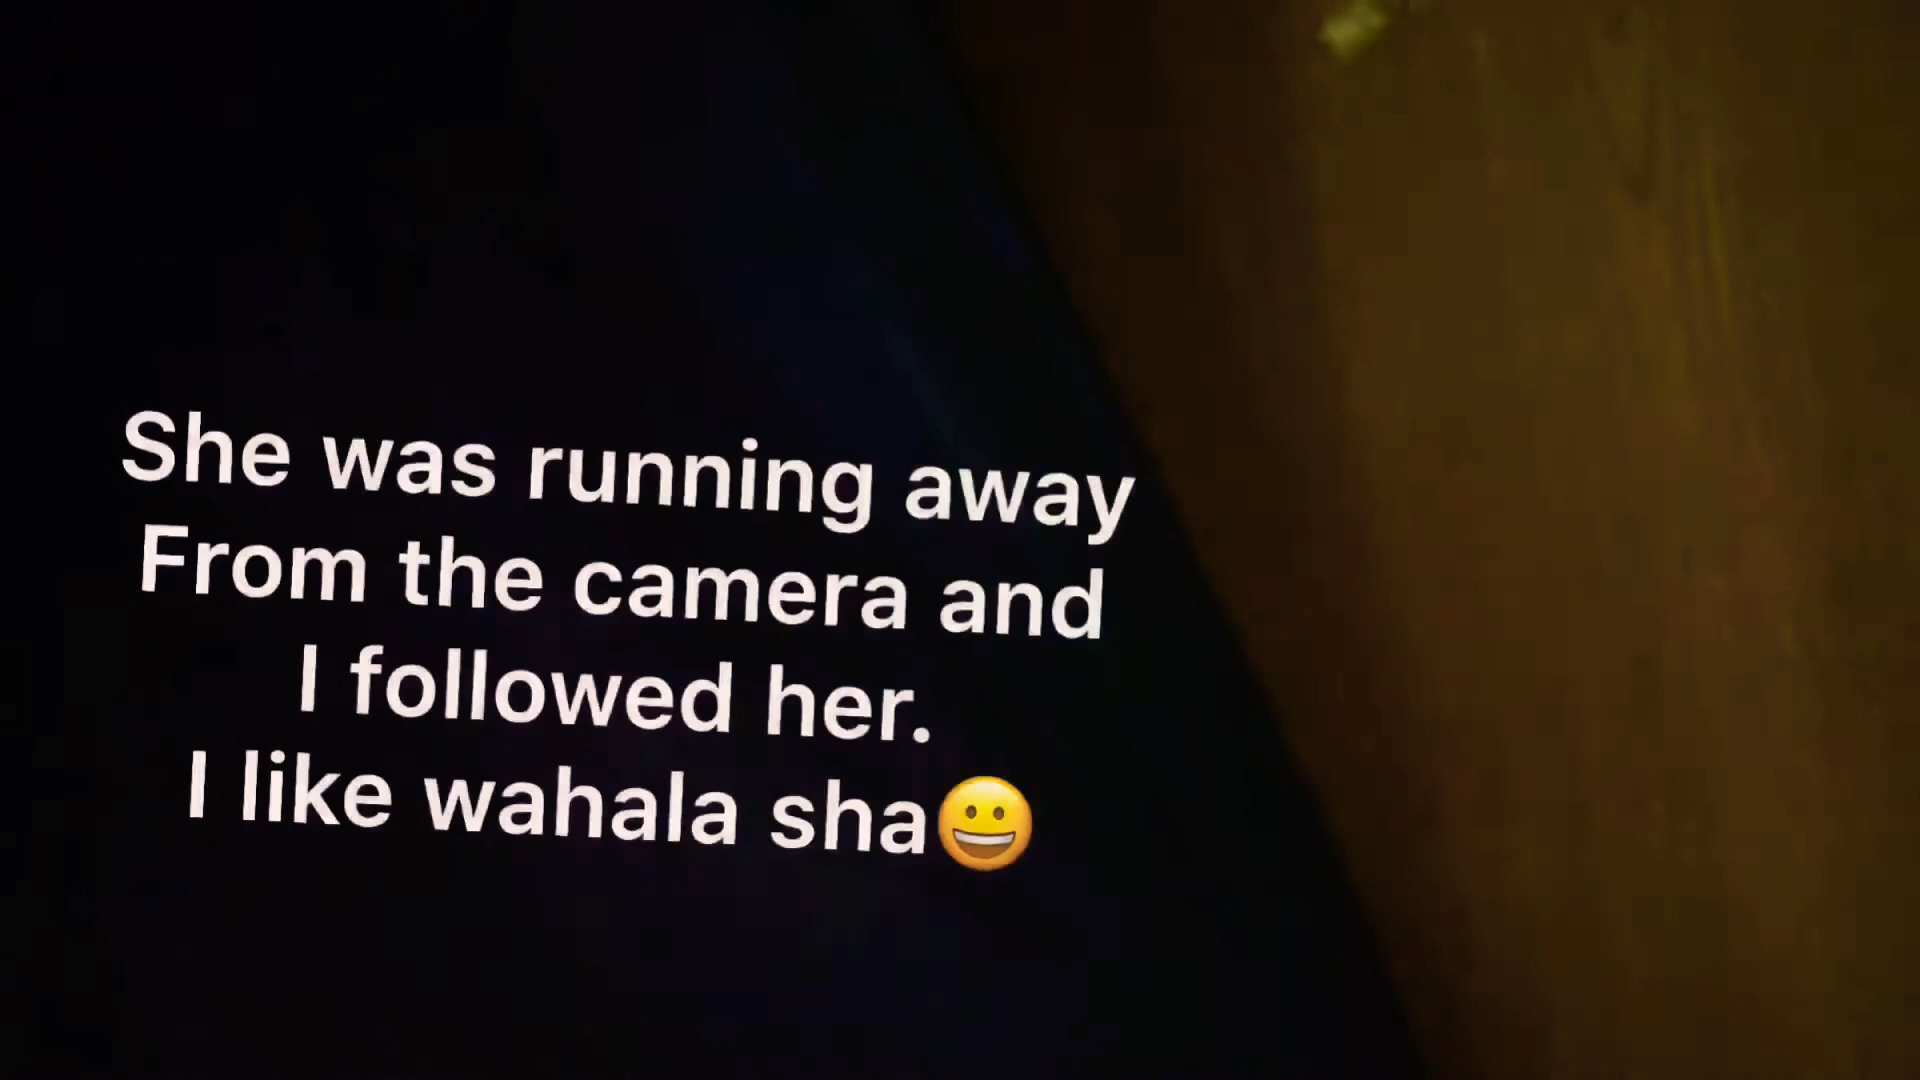 She was running away
From the camera and
I followed her.
I like wahala sha😀